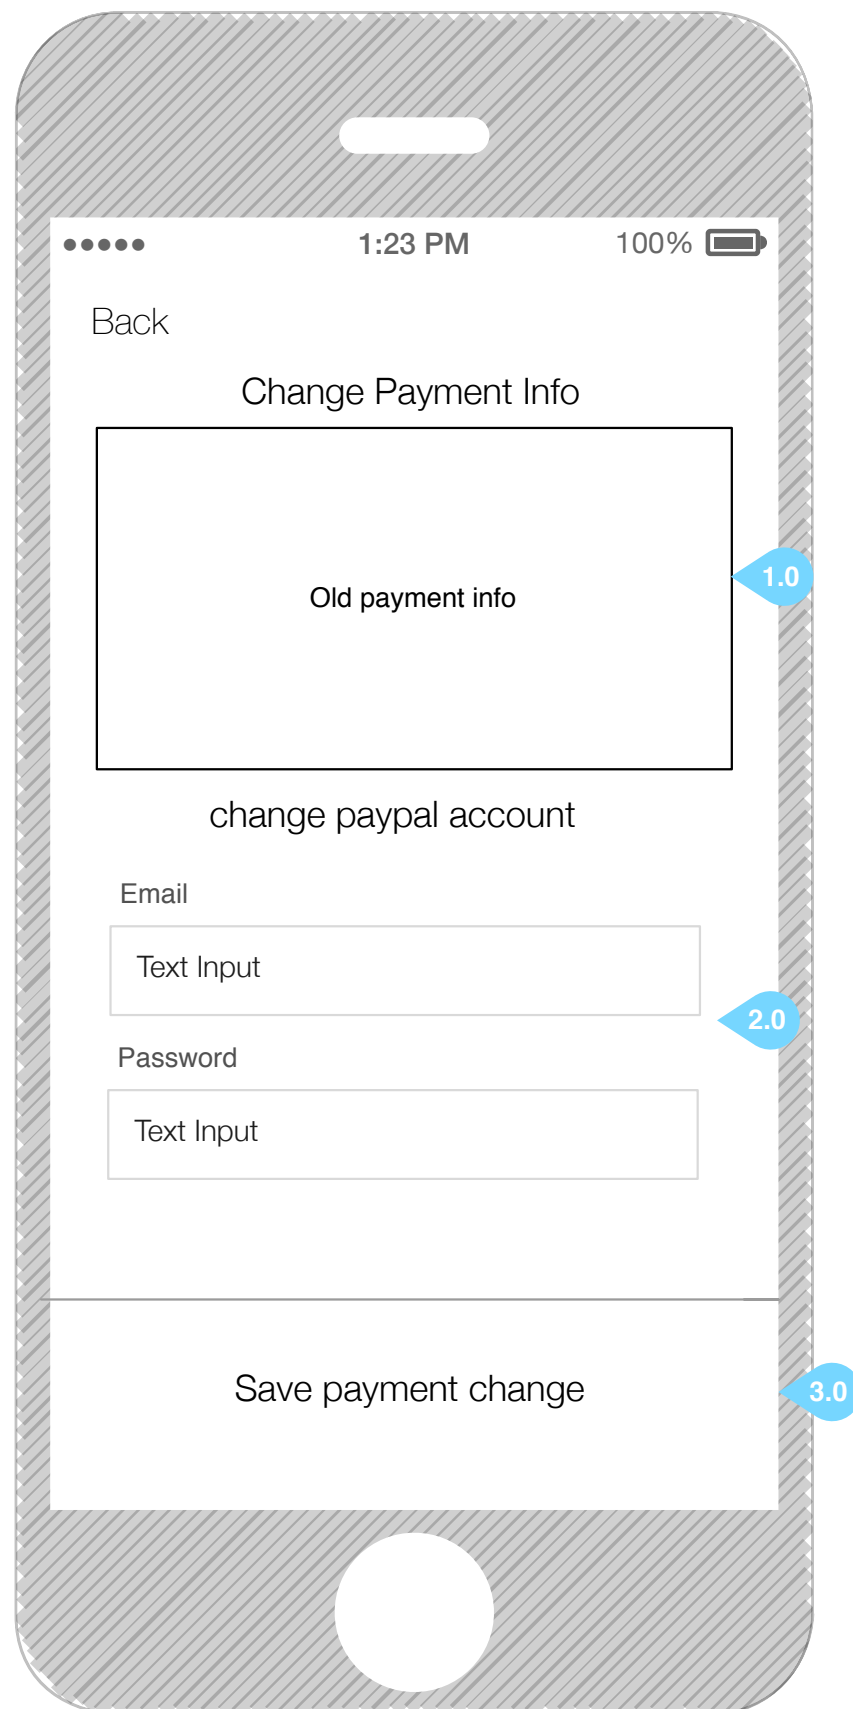 1:23 PM 100%
Back
Change Payment Info
Old payment info
1.0
change paypal account
Email
Text Input
2.0
Password
Text Input
Save payment change
3.0